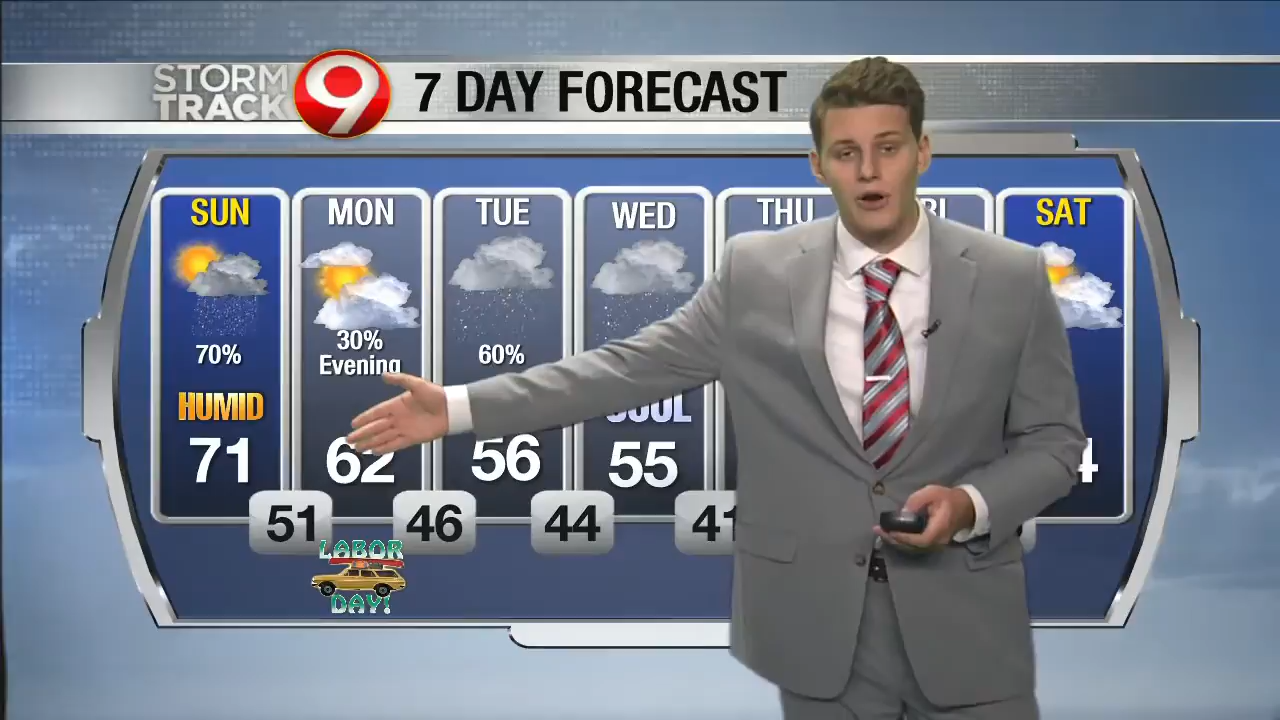 STORM
TRACK 9
7 DAY FORECAST
SUN
MON
TUE
WED
THU
SAT
70%
30%
Evening
60%
HUMID
71
62
56
55
51
46
44
41
LABOR
DAY!